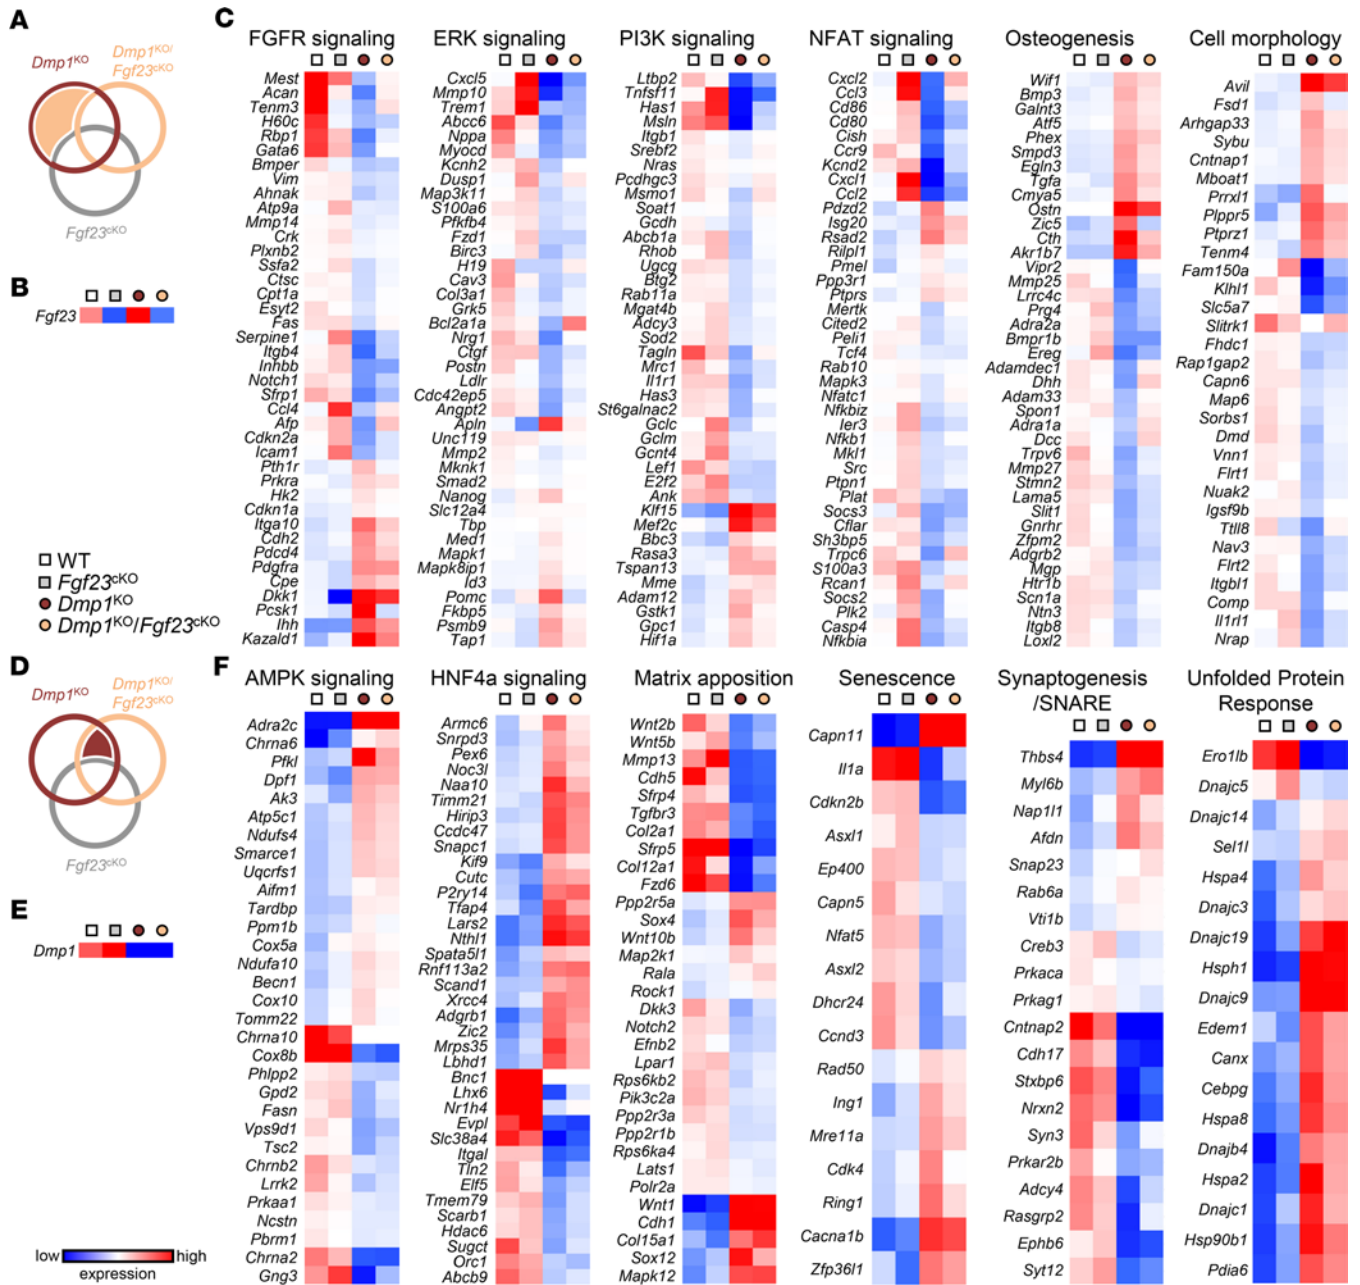 A
Dmp1KO
Dmp1KO/
Fgf23cKO
Fgf23cKO
B
Fgf23
WT
Fgf23cKO
Dmp1KO
Dmp1KO/Fgf23cKO
C
FGFR signaling
Mest
Acan
Tenm3
H60c
Rbp1
Gata6
Bmper
Vim
Ahnak
Atp9a
Mmp14
Crk
Plxnb2
Ssfa2
Ctsc
Cpt1a
Esyt2
Fas
Serpine1
Itgb4
Inhbb
Notch1
Sfrp1
Ccl4
Afp
Cdkn2a
Icam1
Pth1r
Prkra
Hk2
Cdkn1a
Itga10
Cdh2
Pdcd4
Pdgfra
Cpe
Dkk1
Pcsk1
Ihh
Kazald1
ERK signaling
Cxcl5
Mmp10
Trem1
Abcc6
Nppa
Myocd
Kcnh2
Dusp1
Map3k11
S100a6
Pfkfb4
Fzd1
Birc3
H19
Cav3
Col3a1
Grk5
Bcl2a1a
Nrg1
Ctgf
Postn
Ldlr
Cdc42ep5
Angpt2
Apln
Unc119
Mmp2
Mknk1
Smad2
Nanog
Slc12a4
Tbp
Med1
Mapk1
Mapk8ip1
Id3
Pomc
Fkbp5
Psmb9
Tap1
PI3K signaling
Ltbp2
Tnfsf11
Has1
Msln
Itgb1
Srebf2
Nras
Pcdhgc3
Msmo1
Soat1
Gcdh
Abcb1a
Rhob
Ugcg
Btg2
Rab11a
Mgat4b
Adcy3
Sod2
Tagln
Mrc1
Il1r1
Has3
St6galnac2
Gclc
Gclm
Gcnt4
Lef1
E2f2
Ank
Klf15
Mef2c
Bbc3
Rasa3
Tspan13
Mme
Adam12
Gstk1
Gpc1
Hif1a
NFAT signaling
Cxcl2
Ccl3
Cd86
Cd80
Cish
Ccr9
Kcnd2
Cxcl1
Ccl2
Pdzd2
Isg20
Rsad2
Rilpl1
Pmel
Ppp3r1
Ptprs
Mertk
Cited2
Peli1
Tcf4
Rab10
Mapk3
Nfatc1
Nfkbiz
Ier3
Nfkb1
Mkl1
Src
Ptpn1
Plat
Socs3
Cflar
Sh3bp5
Trpc6
S100a3
Rcan1
Socs2
Plk2
Casp4
Nfkbia
Osteogenesis
Wif1
Bmp3
Galnt3
Atf5
Phex
Smpd3
Egln3
Tgfa
Cmya5
Ostn
Zic5
Cth
Akr1b7
Vipr2
Mmp25
Lrrc4c
Prg4
Adra2a
Bmpr1b
Ereg
Adamdec1
Dhh
Adam33
Spon1
Adra1a
Dcc
Trpv6
Mmp27
Stmn2
Lama5
Slit1
Gnrhr
Zfpm2
Adgrb2
Mgp
Htr1b
Scn1a
Ntn3
Itgb8
Loxl2
Cell morphology
Avil
Fsd1
Arhgap33
Sybu
Cntnap1
Mboat1
Prrxl1
Plppr5
Ptprz1
Tenm4
Fam150a
Klhl1
Slc5a7
Slitrk1
Fhdc1
Rap1gap2
Capn6
Map6
Sorbs1
Dmd
Vnn1
Flrt1
Nuak2
Igsf9b
Ttll8
Nav3
Flrt2
Itgbl1
Comp
Il1rl1
Nrap
D
Dmp1KO
Dmp1KO/
Fgf23cKO
Fgf23cKO
E
Dmp1
low
high
expression
F
AMPK signaling
Adra2c
Chrna6
Pfkl
Dpf1
Ak3
Atp5c1
Ndufs4
Smarce1
Uqcrfs1
Aifm1
Tardbp
Ppm1b
Cox5a
Ndufa10
Becn1
Cox10
Tomm22
Chrna10
Cox8b
Phlpp2
Gpd2
Fasn
Vps9d1
Tsc2
Chrnb2
Lrrk2
Prkaa1
Ncstn
Pbrm1
Chrna2
Gng3
HNF4a signaling
Armc6
Snrpd3
Pex6
Noc3l
Naa10
Timm21
Hirip3
Ccdc47
Snapc1
Kif9
Cutc
P2ry14
Tfap4
Lars2
Nthl1
Spata5l1
Rnf113a2
Scand1
Xrcc4
Adgrb1
Zic2
Mrps35
Lbhd1
Bnc1
Lhx6
Nr1h4
Evpl
Slc38a4
Itgal
Tln2
Elf5
Tmem79
Scarb1
Hdac6
Sugct
Orc1
Abcb9
Matrix apposition
Wnt2b
Wnt5b
Mmp13
Cdh5
Sfrp4
Tgfbr3
Col2a1
Sfrp5
Col12a1
Fzd6
Ppp2r5a
Sox4
Wnt10b
Map2k1
Rala
Rock1
Dkk3
Notch2
Efnb2
Lpar1
Rps6kb2
Pik3c2a
Ppp2r3a
Ppp2r1b
Rps6ka4
Lats1
Polr2a
Wnt1
Cdh1
Col15a1
Sox12
Mapk12
Senescence
Capn11
Il1a
Cdkn2b
Asxl1
Ep400
Capn5
Nfat5
Asxl2
Dhcr24
Ccnd3
Rad50
Ing1
Mre11a
Cdk4
Ring1
Cacna1b
Zfp36l1
Synaptogenesis
/SNARE
Thbs4
Myl6b
Nap1l1
Afdn
Snap23
Rab6a
Vti1b
Creb3
Prkaca
Prkag1
Cntnap2
Cdh17
Stxbp6
Nrxn2
Syn3
Prkar2b
Adcy4
Rasgrp2
Ephb6
Syt12
Unfolded Protein
Response
Ero1lb
Dnajc5
Dnajc14
Sel1l
Hspa4
Dnajc3
Dnajc19
Hsph1
Dnajc9
Edem1
Canx
Cebpg
Hspa8
Dnajb4
Hspa2
Dnajc1
Hsp90b1
Pdia6